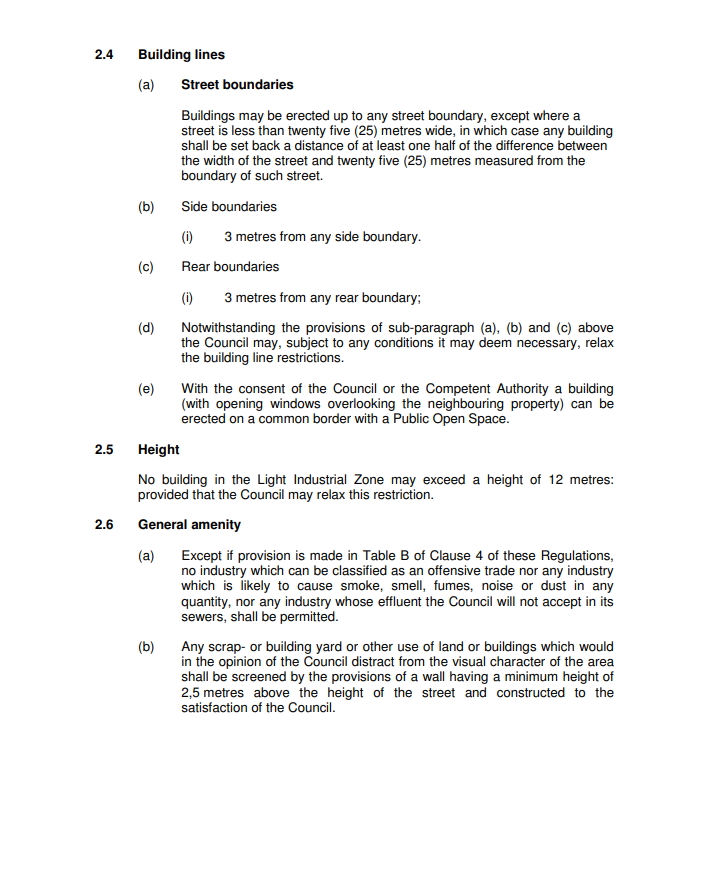 2.4 Building lines
(a) Street boundaries
Buildings may be erected up to any street boundary, except where a
street is less than twenty five (25) metres wide, in which case any building
shall be set back a distance of at least one half of the difference between
the width of the street and twenty five (25) metres measured from the
boundary of such street.
(b) Side boundaries
(i) 3 metres from any side boundary.
(c) Rear boundaries
(i) 3 metres from any rear boundary;
(d) Notwithstanding the provisions of sub-paragraph (a), (b) and (c) above
the Council may, subject to any conditions it may deem necessary, relax
the building line restrictions.
(e) With the consent of the Council or the Competent Authority a building
(with opening windows overlooking the neighbouring property) can be
erected on a common border with a Public Open Space.
2.5 Height
No building in the Light Industrial Zone may exceed a height of 12 metres:
provided that the Council may relax this restriction.
2.6 General amenity
(a) Except if provision is made in Table B of Clause 4 of these Regulations,
no industry which can be classified as an offensive trade nor any industry
which is likely to cause smoke, smell, fumes, noise or dust in any
quantity, nor any industry whose effluent the Council will not accept in its
sewers, shall be permitted.
(b) Any scrap- or building yard or other use of land or buildings which would
in the opinion of the Council distract from the visual character of the area
shall be screened by the provisions of a wall having a minimum height of
2,5 metres above the height of the street and constructed to the
satisfaction of the Council.